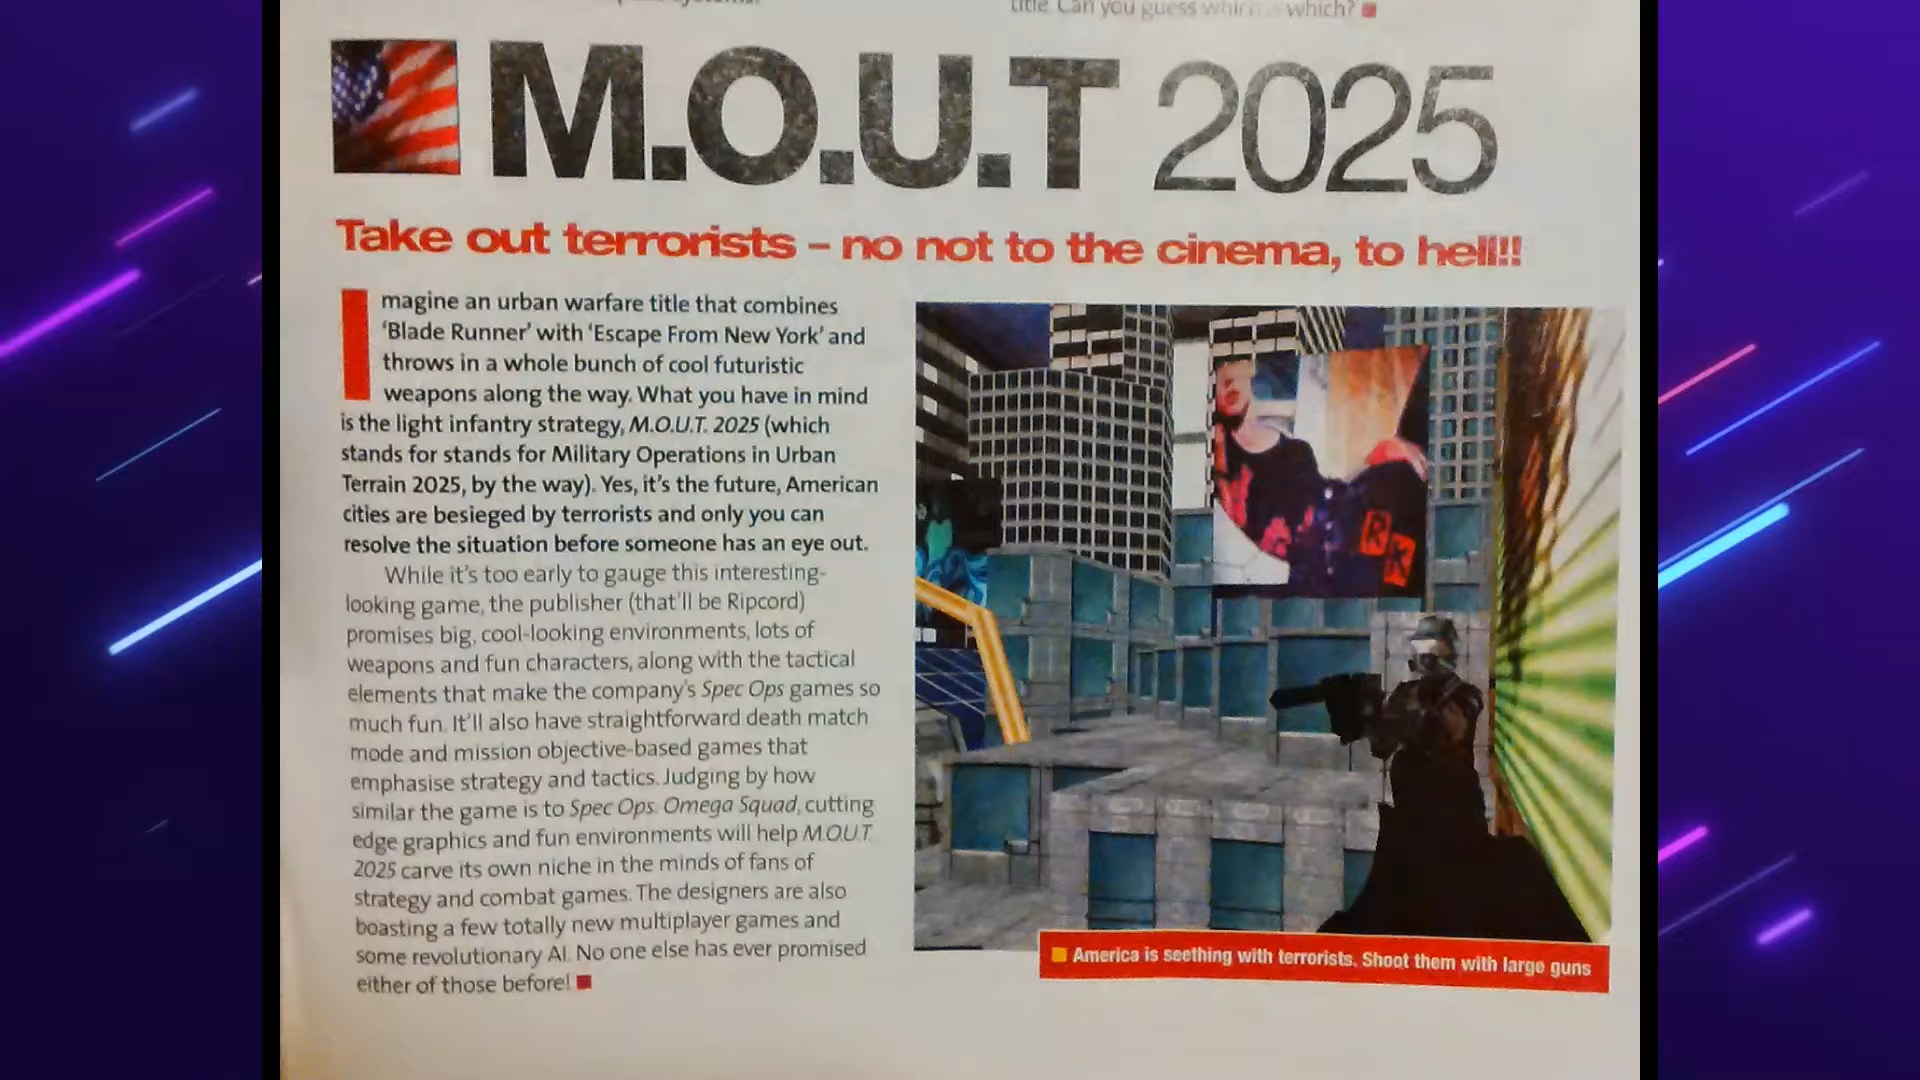 title. Can you guess which is which?
M.O.U.T 2025
Take out terrorists – no not to the cinema, to hell!!
Imagine an urban warfare title that combines
‘Blade Runner’ with ‘Escape From New York’ and
throws in a whole bunch of cool futuristic
weapons along the way. What you have in mind
is the light infantry strategy, M.O.U.T. 2025 (which
stands for stands for Military Operations in Urban
Terrain 2025, by the way). Yes, it’s the future, American
cities are besieged by terrorists and only you can
resolve the situation before someone has an eye out.
While it’s too early to gauge this interesting-
looking game, the publisher (that’ll be Ripcord)
promises big, cool-looking environments, lots of
weapons and fun characters, along with the tactical
elements that make the company’s Spec Ops games so
much fun. It’ll also have straightforward death match
mode and mission objective-based games that
emphasise strategy and tactics. Judging by how
similar the game is to Spec Ops: Omega Squad, cutting
edge graphics and fun environments will help M.O.U.T.
2025 carve its own niche in the minds of fans of
strategy and combat games. The designers are also
boasting a few totally new multiplayer games and
some revolutionary AI. No one else has ever promised
either of those before!
RK
America is seething with terrorists. Shoot them with large guns